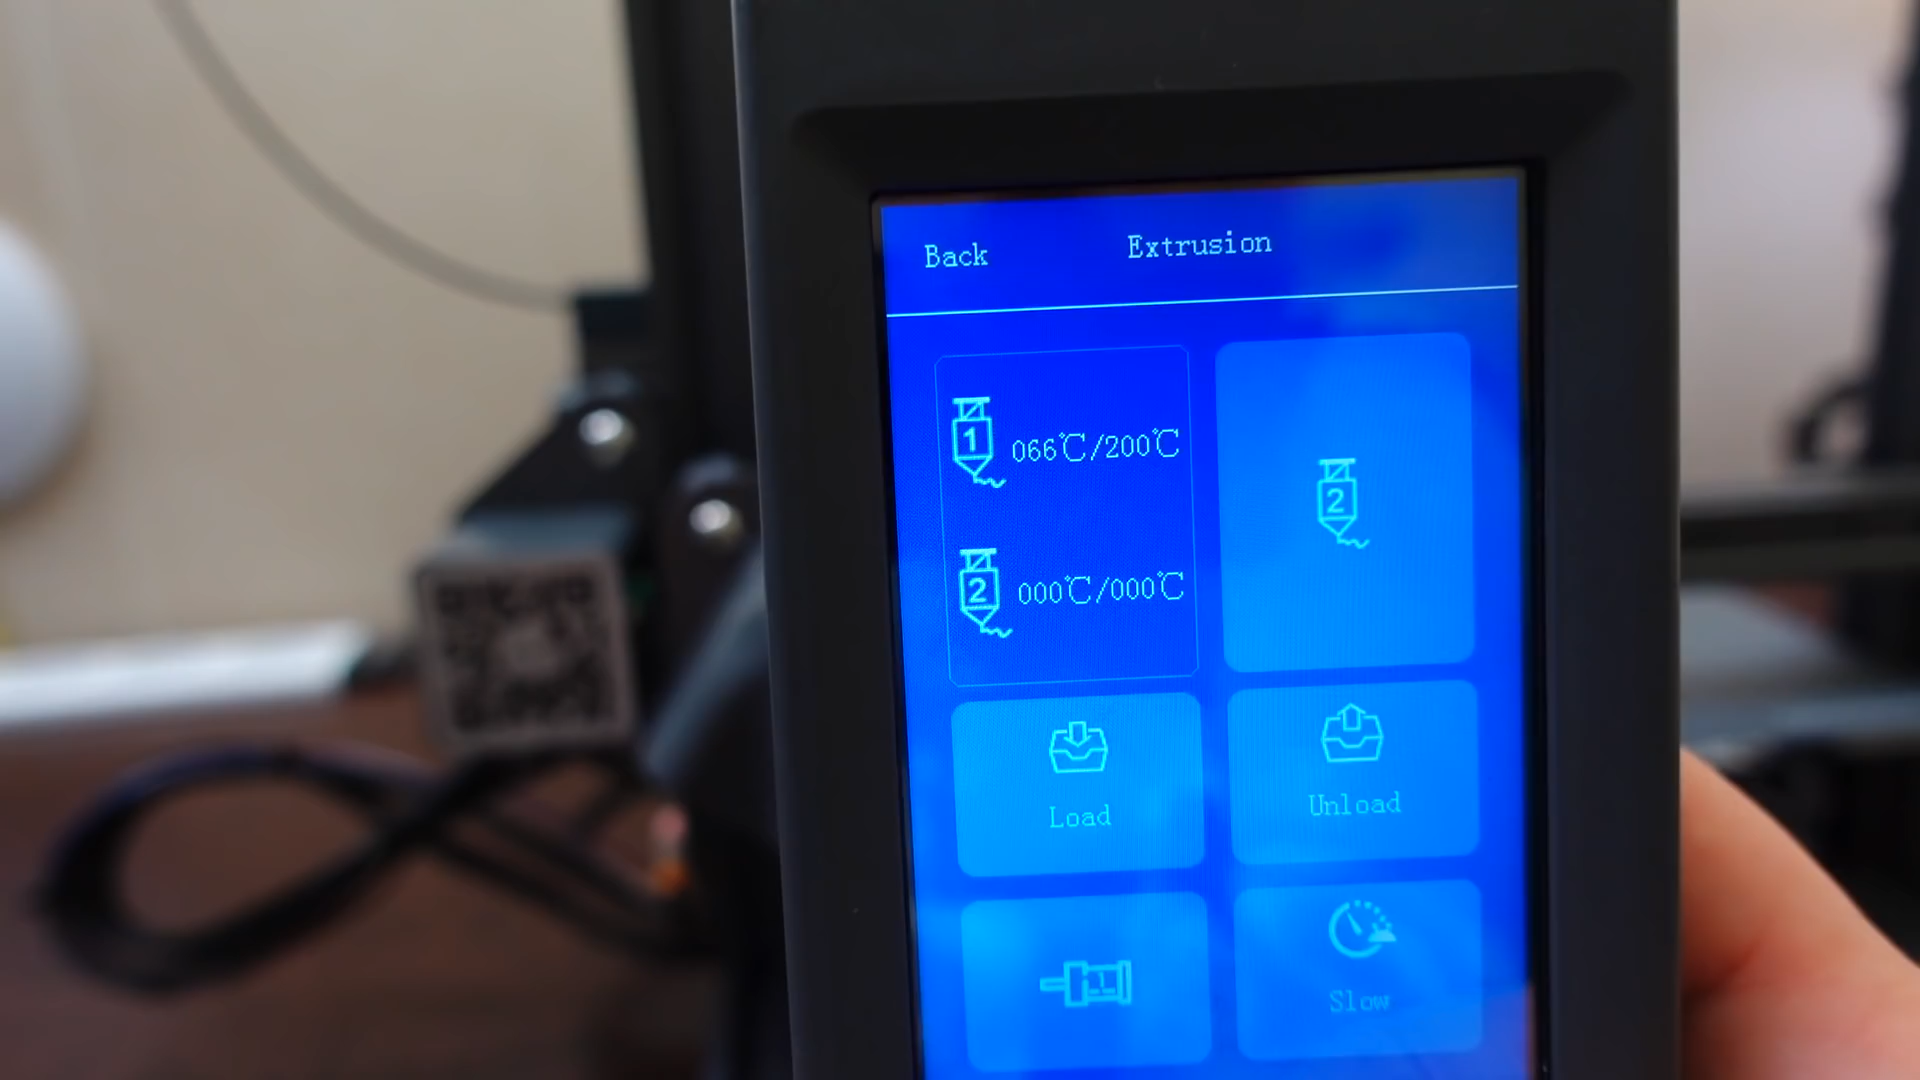 Back
Extrusion
1 066℃/200℃
2 000℃/000℃
2
Load
Unload
1
Slow